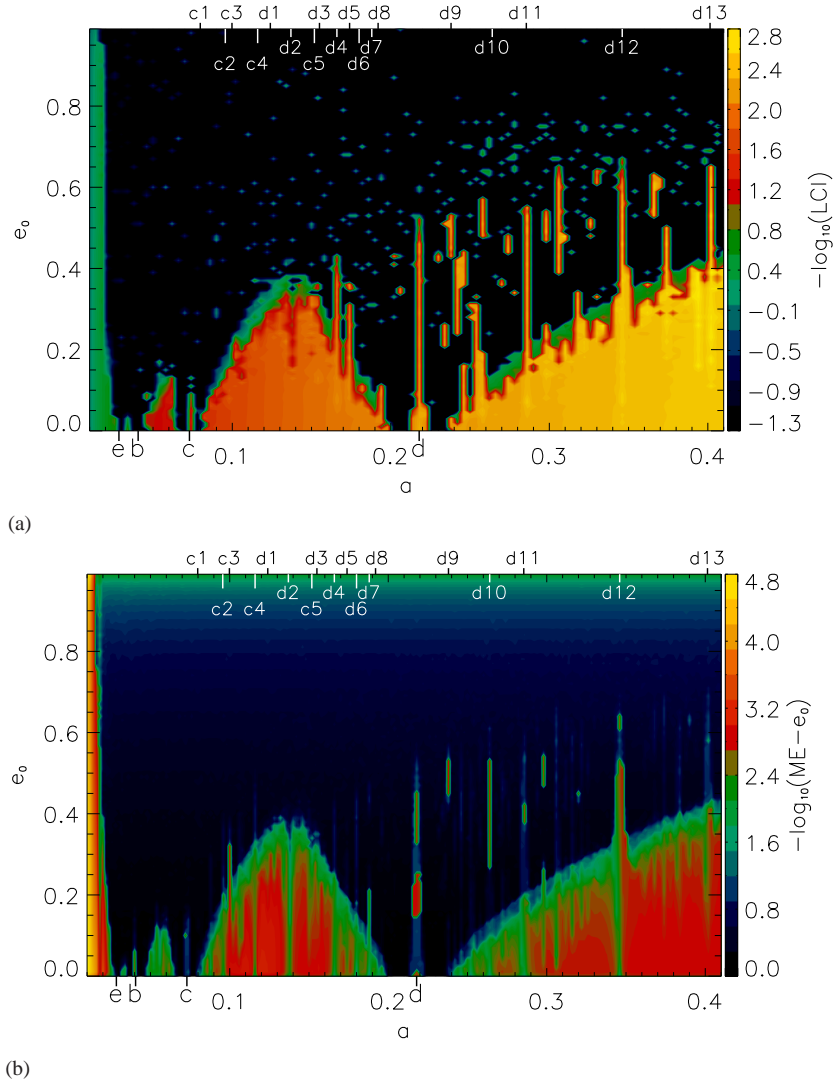 c1 c3 d1 d3 d5 d8 d9 d11 d13
c2 c4 d2 c5 d4 d6 d7 d10 d12
0.8
0.6
0.4
0.2
0.0
e₀
e b c 0.1 0.2 d 0.3 0.4
a
2.8
2.4
2.0
1.6
1.2
0.8
0.4
−0.1
−0.5
−0.9
−1.3
−log₁₀(LCI)
(a)
c1 c3 d1 d3 d5 d8 d9 d11 d13
c2 c4 d2 c5 d4 d6 d7 d10 d12
0.8
0.6
0.4
0.2
0.0
e₀
e b c 0.1 0.2 d 0.3 0.4
a
4.8
4.0
3.2
2.4
1.6
0.8
0.0
−log₁₀(ME−e₀)
(b)